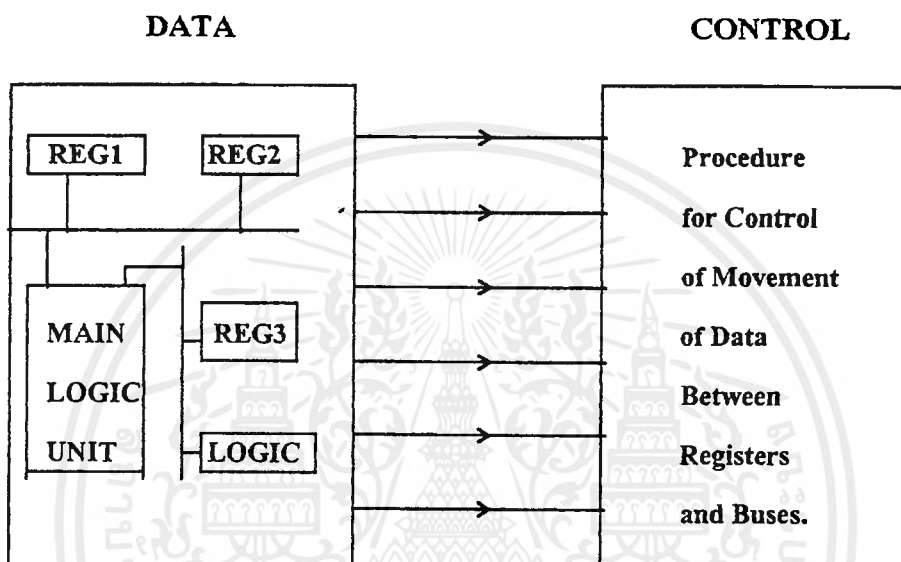 DATA
CONTROL
REG1
REG2
MAIN
LOGIC
UNIT
REG3
LOGIC
Procedure
for Control
of Movement
of Data
Between
Registers
and Buses.